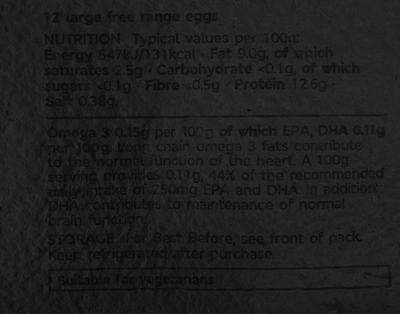 12 large free range eggs
NUTRITION Typical values per 100g:
Energy 547kJ/131kcal · Fat 9.0g, of which
saturates 2.5g · Carbohydrate <0.1g, of which
sugars <0.1g · Fibre <0.5g · Protein 12.6g ·
Salt 0.38g.
Omega 3 0.15g per 100g of which EPA, DHA 0.11g
per 100g. Long chain omega 3 fats contribute
to the normal function of the heart. A 100g
serving provides 0.11g, 44% of the recommended
daily intake of 250mg EPA and DHA. In addition
DHA contributes to maintenance of normal
brain function.
STORAGE For Best Before, see front of pack.
Keep refrigerated after purchase.
Suitable for vegetarians